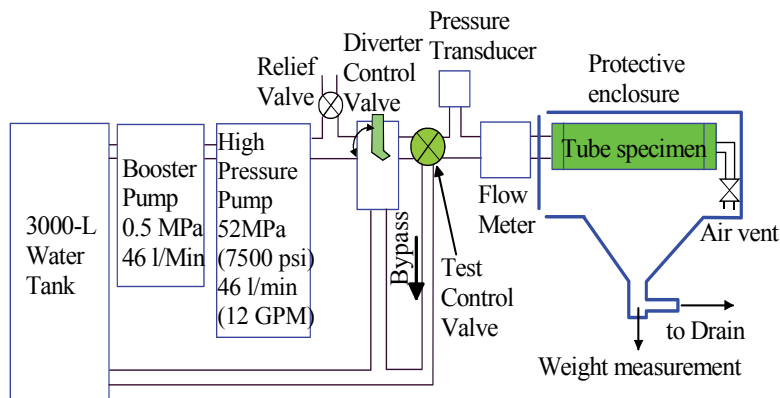 3000-L
Water
Tank
Booster
Pump
0.5 MPa
46 l/Min
High
Pressure
Pump
52MPa
(7500 psi)
46 l/min
(12 GPM)
Relief
Valve
Diverter
Control
Valve
Bypass
Test
Control
Valve
Pressure
Transducer
Flow
Meter
Protective
enclosure
Tube specimen
Air vent
to Drain
Weight measurement